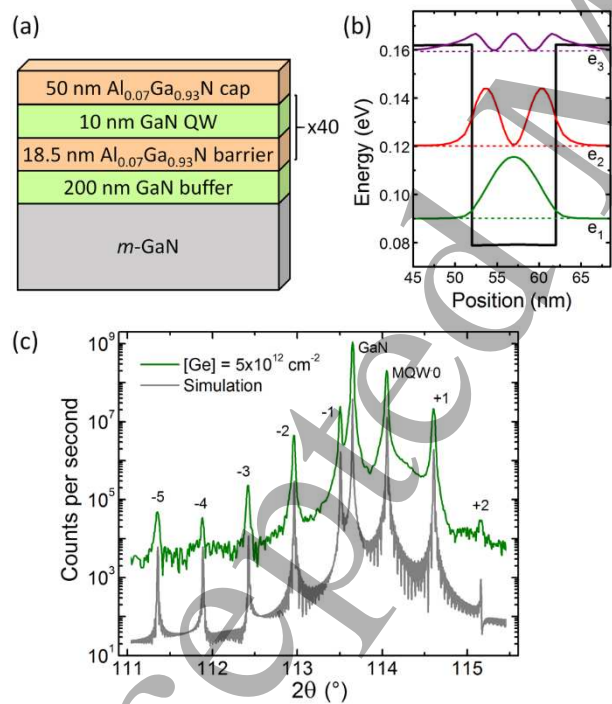 (a)
50 nm Al0.07Ga0.93N cap
10 nm GaN QW
x40
18.5 nm Al0.07Ga0.93N barrier
200 nm GaN buffer
m-GaN
(b)
Energy (eV)
0.16
0.14
0.12
0.10
0.08
e3
e2
e1
45 50 55 60 65
Position (nm)
(c)
Counts per second
10^9
10^7
10^5
10^3
10^1
[Ge] = 5x10^12 cm^-2
Simulation
GaN
MQW 0
-1
+1
-2
-3
-5
-4
+2
111 112 113 114 115
2θ (°)